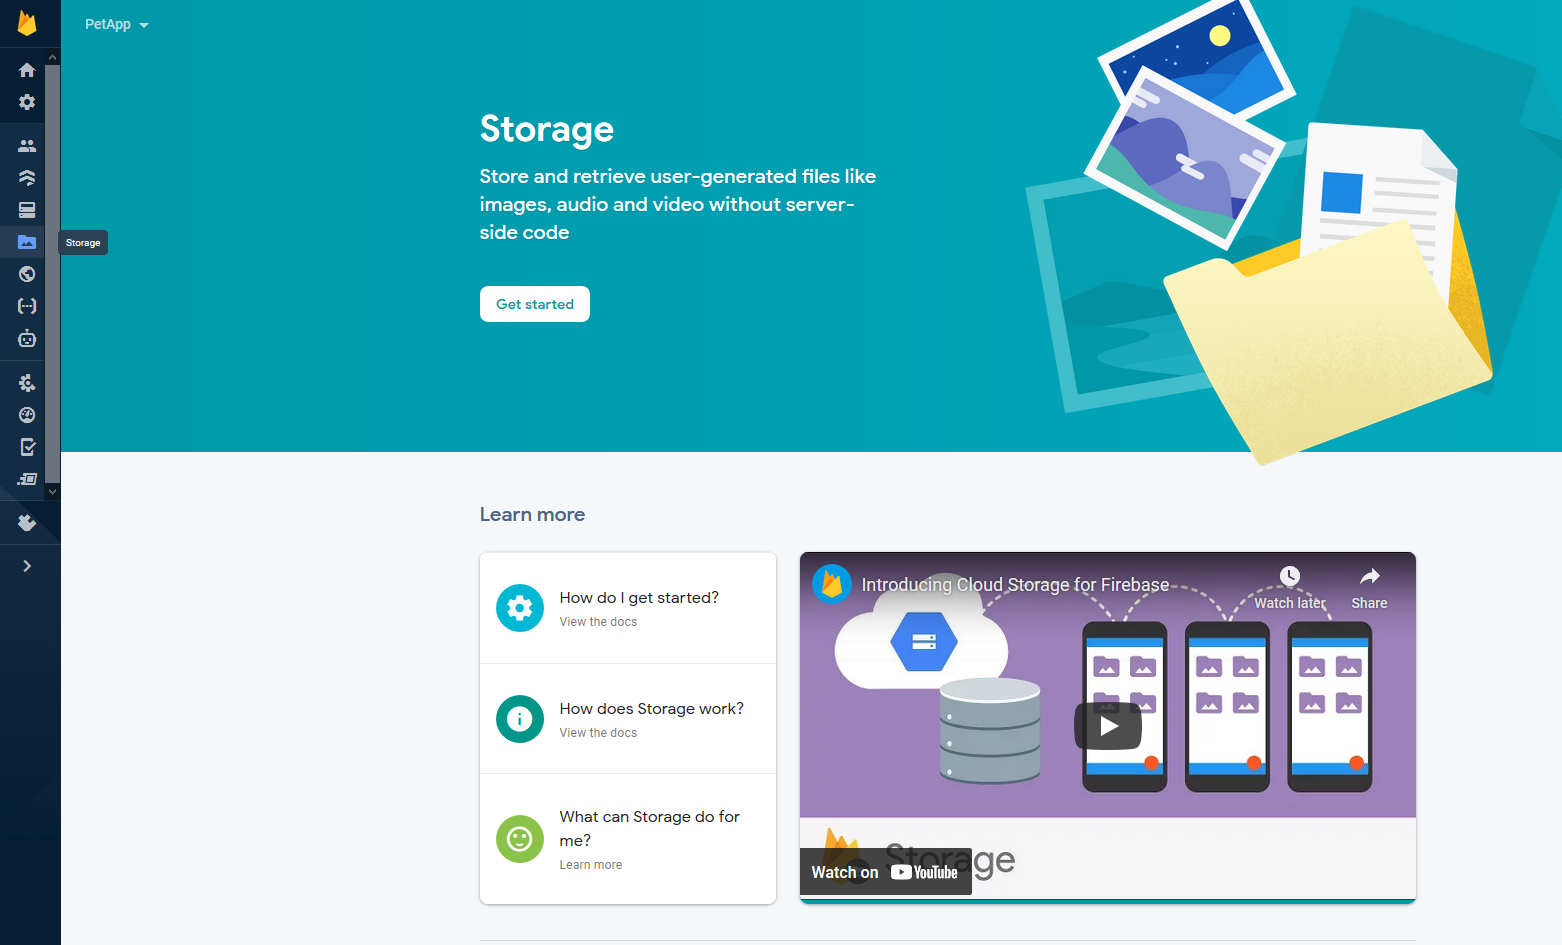 PetApp
Storage
Storage
Store and retrieve user-generated files like
images, audio and video without server-
side code
Get started
Learn more
How do I get started?
View the docs
How does Storage work?
View the docs
What can Storage do for
me?
Learn more
Introducing Cloud Storage for Firebase
Watch later
Share
Storage
Watch on YouTube